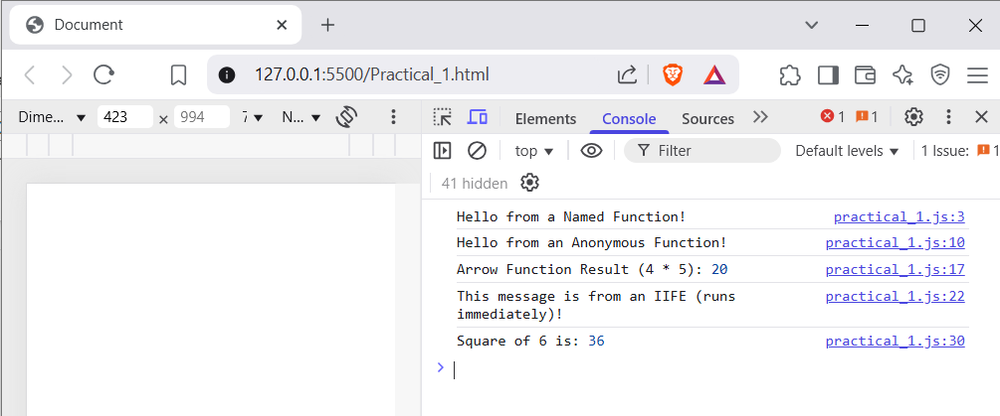 Document
127.0.0.1:5500/Practical_1.html
Dime... 423 × 994 7 N...
Elements Console Sources 1 1
top Filter Default levels 1 Issue: 1
41 hidden
Hello from a Named Function! practical_1.js:3
Hello from an Anonymous Function! practical_1.js:10
Arrow Function Result (4 * 5): 20 practical_1.js:17
This message is from an IIFE (runs practical_1.js:22
immediately)!
Square of 6 is: 36 practical_1.js:30